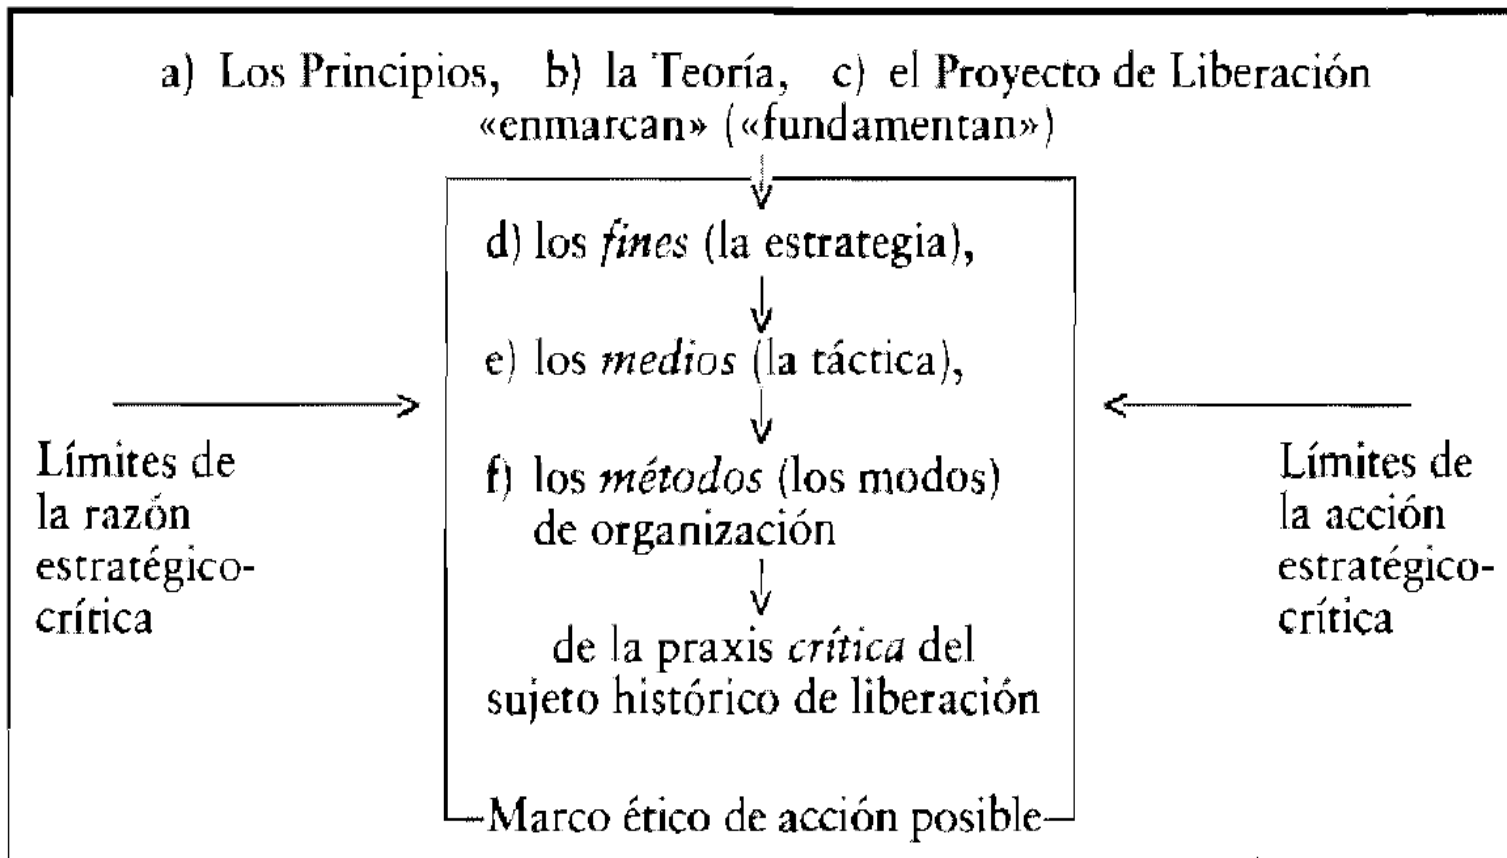 a) Los Principios, b) la Teoría, c) el Proyecto de Liberación
«enmarcan» («fundamentan»)
d) los fines (la estrategia),
e) los medios (la táctica),
f) los métodos (los modos)
de organización
de la praxis crítica del
sujeto histórico de liberación
Marco ético de acción posible
Límites de
la razón
estratégico-
crítica
Límites de
la acción
estratégico-
crítica